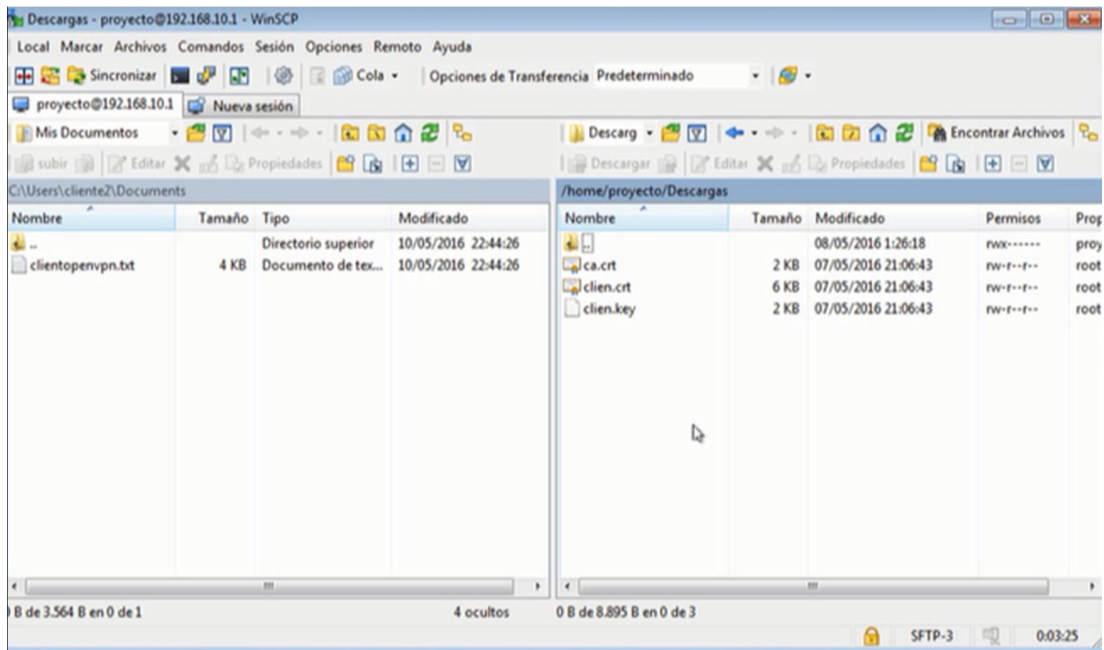 Descargas - proyecto@192.168.10.1 - WinSCP
Local Marcar Archivos Comandos Sesión Opciones Remoto Ayuda
Sincronizar Cola Opciones de Transferencia Predeterminado
proyecto@192.168.10.1 Nueva sesión
Mis Documentos Descarg Encontrar Archivos
subir Editar Propiedades Descargar Editar Propiedades
C:\Users\cliente2\Documents /home/proyecto/Descargas
Nombre Tamaño Tipo Modificado Nombre Tamaño Modificado Permisos Prop
.. Directorio superior 10/05/2016 22:44:26 .. 08/05/2016 1:26:18 rwx------ proy
clientopenvpn.txt 4 KB Documento de tex... 10/05/2016 22:44:26 ca.crt 2 KB 07/05/2016 21:06:43 rw-r--r-- root
clien.crt 6 KB 07/05/2016 21:06:43 rw-r--r-- root
clien.key 2 KB 07/05/2016 21:06:43 rw-r--r-- root
B de 3.564 B en 0 de 1 4 ocultos 0 B de 8.895 B en 0 de 3
SFTP-3 0:03:25